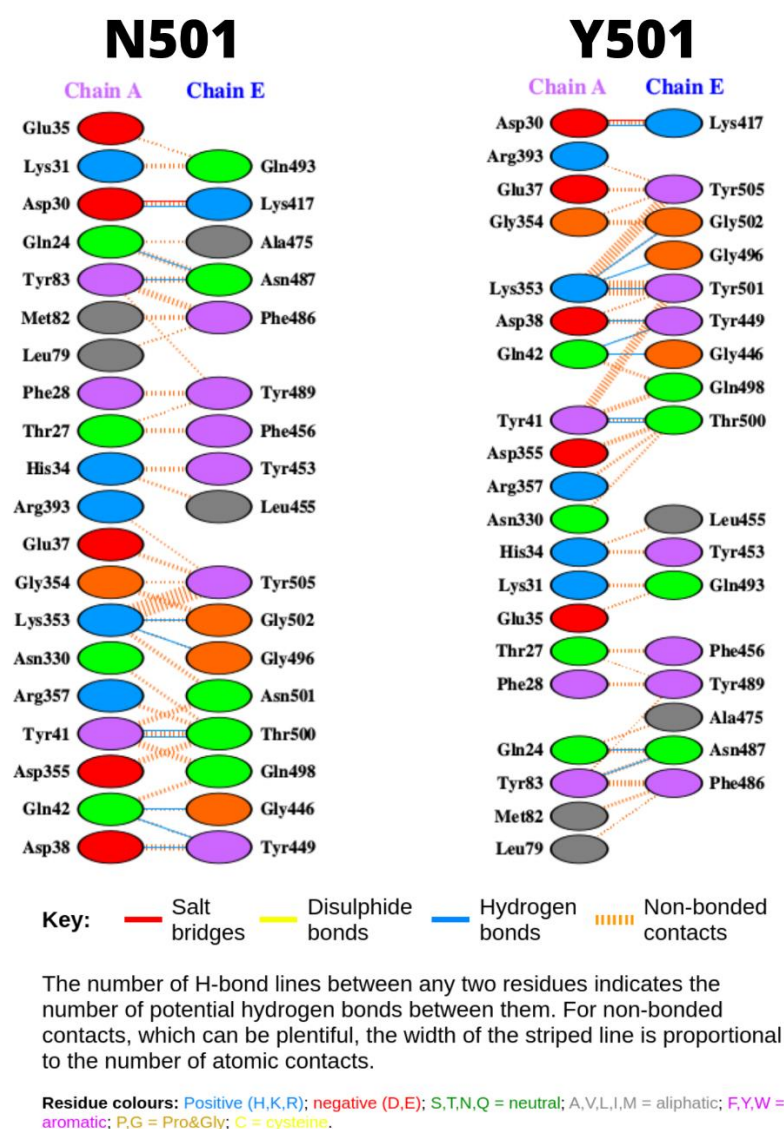 N501 Y501
Chain A Chain E Chain A Chain E
Glu35
Lys31 Gln493
Asp30 Lys417
Gln24 Ala475
Tyr83 Asn487
Met82 Phe486
Leu79
Phe28 Tyr489
Thr27 Phe456
His34 Tyr453
Arg393 Leu455
Glu37
Gly354 Tyr505
Lys353 Gly502
Asn330 Gly496
Arg357 Asn501
Tyr41 Thr500
Asp355 Gln498
Gln42 Gly446
Asp38 Tyr449
Asp30 Lys417
Arg393
Glu37 Tyr505
Gly354 Gly502
Gly496
Lys353 Tyr501
Asp38 Tyr449
Gln42 Gly446
Gln498
Tyr41 Thr500
Asp355
Arg357
Asn330 Leu455
His34 Tyr453
Lys31 Gln493
Glu35
Thr27 Phe456
Phe28 Tyr489
Ala475
Gln24 Asn487
Tyr83 Phe486
Met82
Leu79
Key: Salt bridges Disulphide bonds Hydrogen bonds Non-bonded contacts
The number of H-bond lines between any two residues indicates the
number of potential hydrogen bonds between them. For non-bonded
contacts, which can be plentiful, the width of the striped line is proportional
to the number of atomic contacts.
Residue colours: Positive (H,K,R); negative (D,E); S,T,N,Q = neutral; A,V,L,I,M = aliphatic; F,Y,W =
aromatic; P,G = Pro&Gly; C = cysteine.